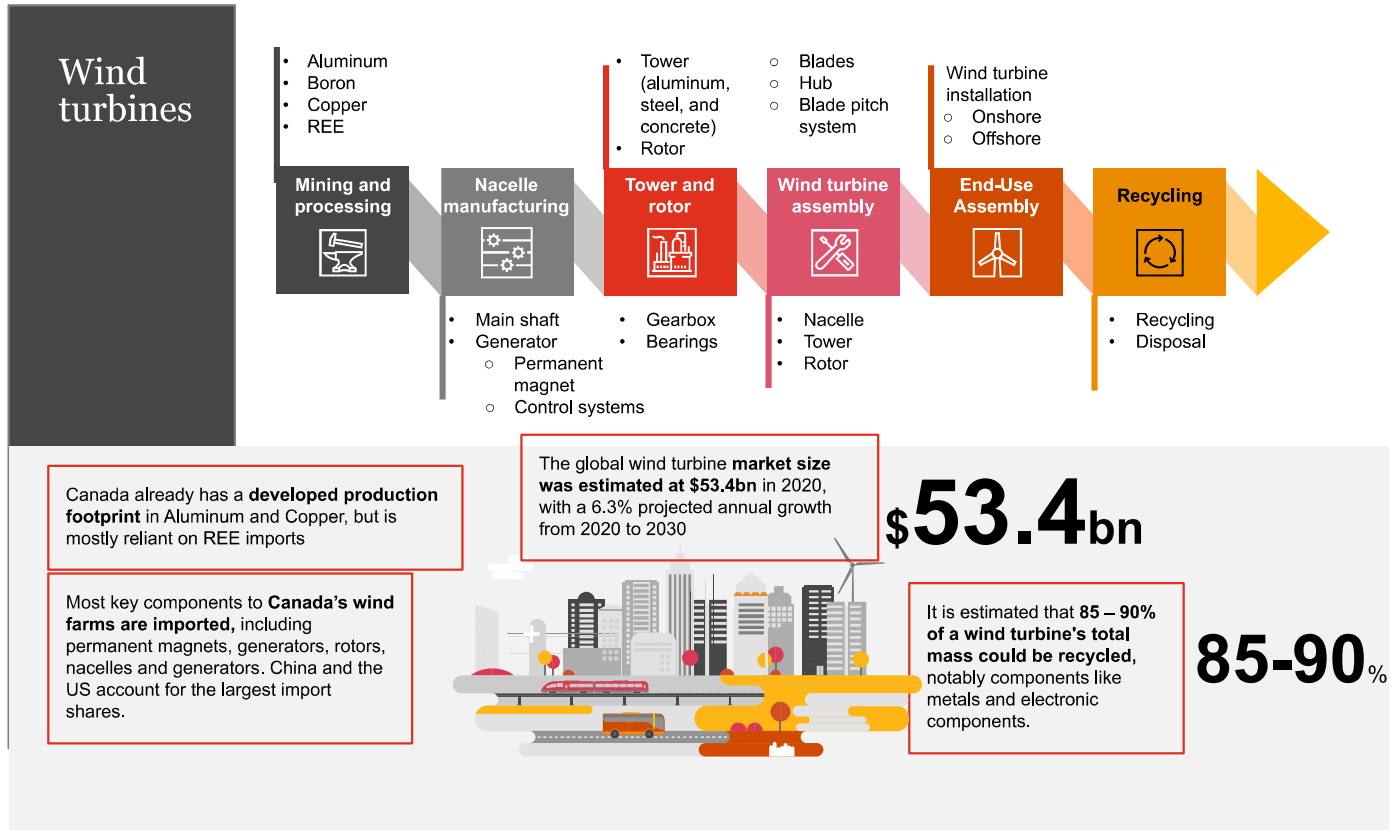 Wind
turbines
• Aluminum
• Boron
• Copper
• REE
• Tower
(aluminum,
steel, and
concrete)
• Rotor
○ Blades
○ Hub
○ Blade pitch
system
Wind turbine
installation
○ Onshore
○ Offshore
Mining and
processing
Nacelle
manufacturing
Tower and
rotor
Wind turbine
assembly
End-Use
Assembly
Recycling
• Main shaft
• Generator
○ Permanent
magnet
○ Control systems
• Gearbox
• Bearings
• Nacelle
• Tower
• Rotor
• Recycling
• Disposal
Canada already has a developed production
footprint in Aluminum and Copper, but is
mostly reliant on REE imports
The global wind turbine market size
was estimated at $53.4bn in 2020,
with a 6.3% projected annual growth
from 2020 to 2030
$53.4bn
Most key components to Canada's wind
farms are imported, including
permanent magnets, generators, rotors,
nacelles and generators. China and the
US account for the largest import
shares.
It is estimated that 85 – 90%
of a wind turbine's total
mass could be recycled,
notably components like
metals and electronic
components.
85-90%